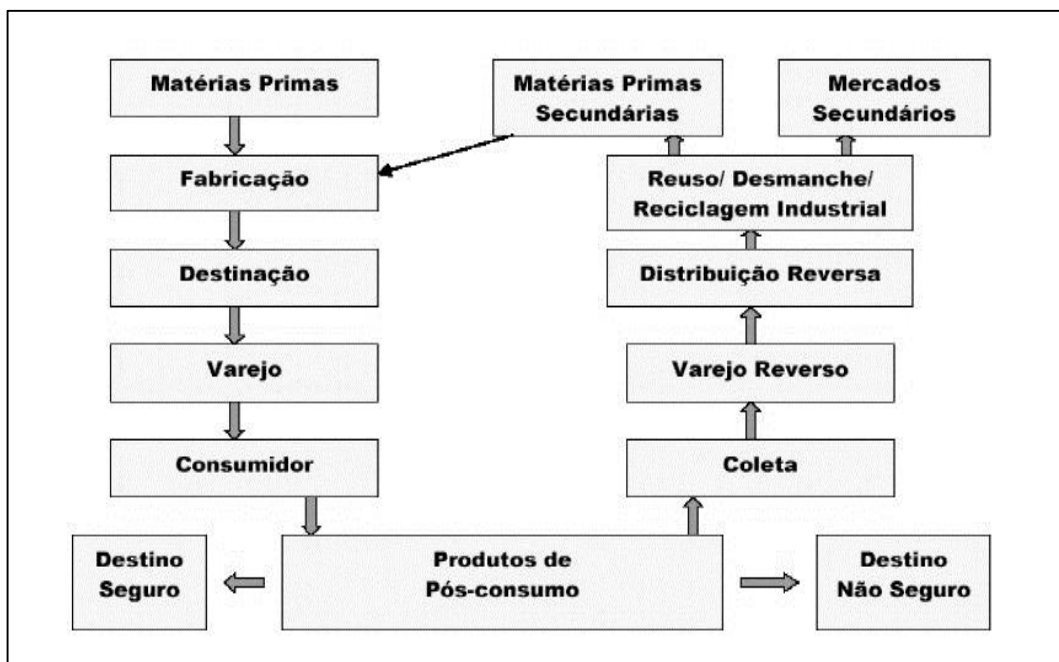 Matérias Primas
Fabricação
Destinação
Varejo
Consumidor
Produtos de
Pós-consumo
Destino
Seguro
Destino
Não Seguro
Coleta
Varejo Reverso
Distribuição Reversa
Reuso/ Desmanche/
Reciclagem Industrial
Matérias Primas
Secundárias
Mercados
Secundários